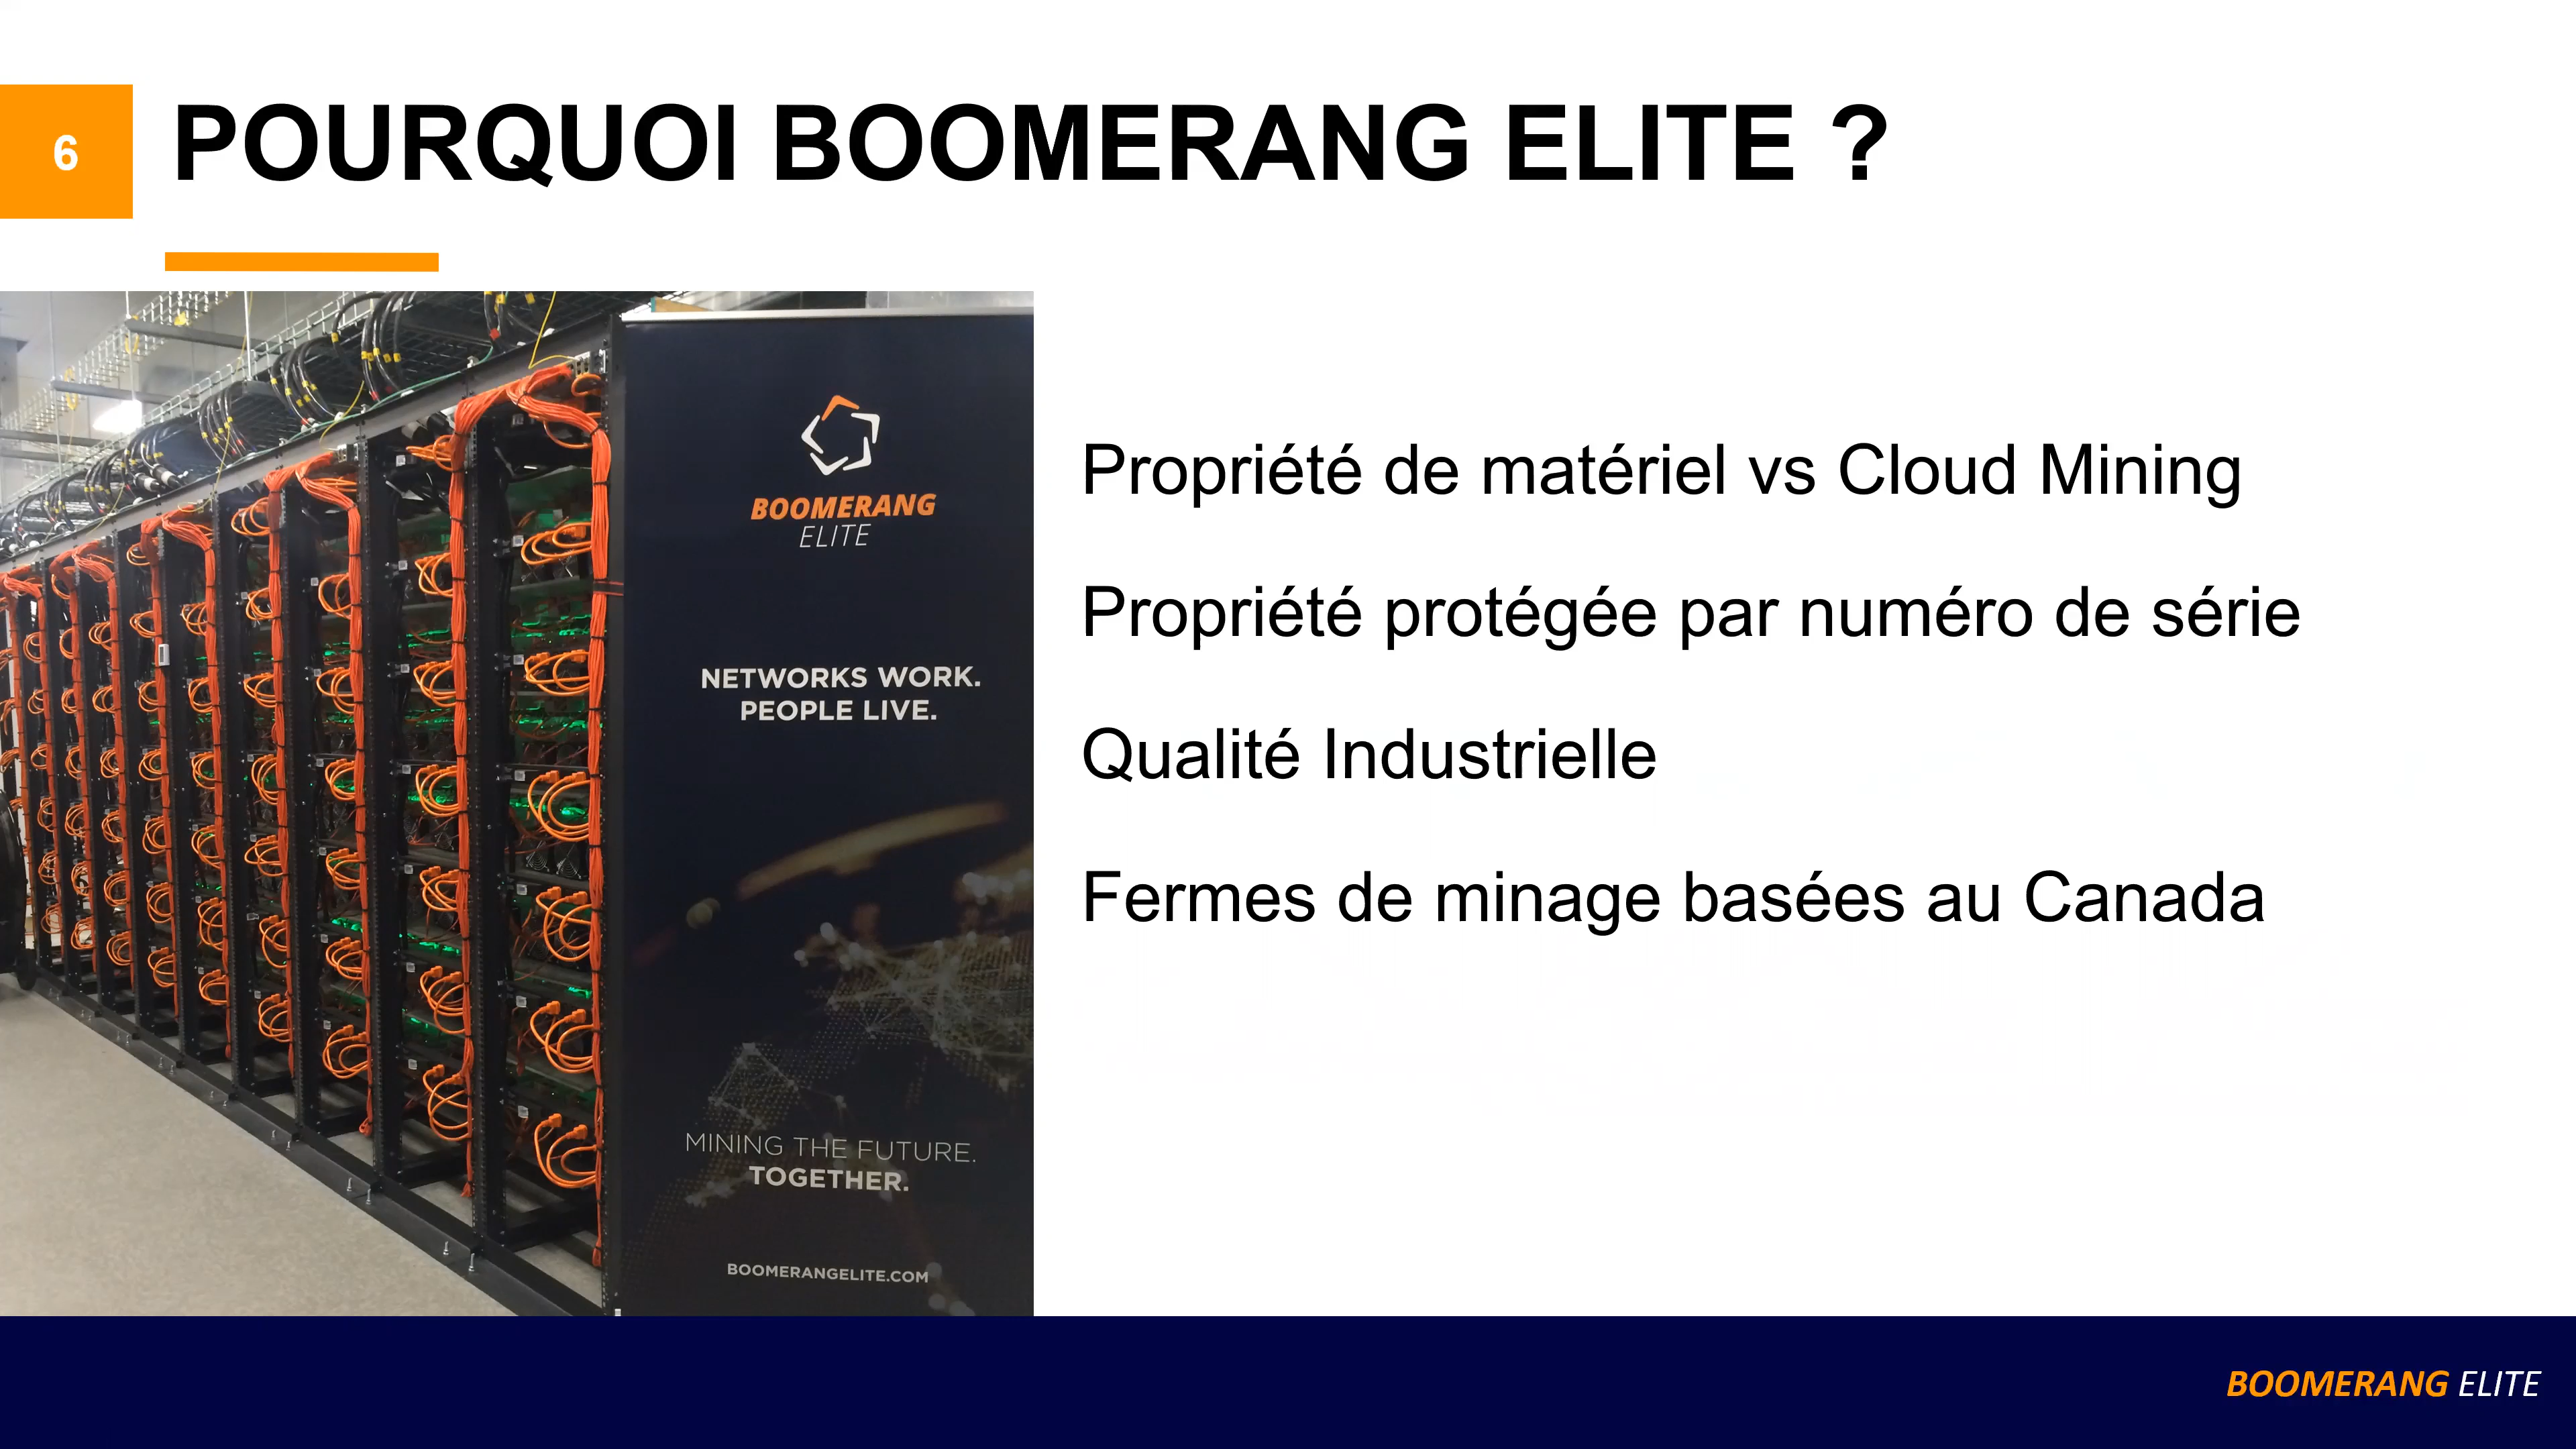 6
POURQUOI BOOMERANG ELITE ?
BOOMERANG
ELITE
NETWORKS WORK.
PEOPLE LIVE.
MINING THE FUTURE.
TOGETHER.
BOOMERANGELITE.COM
Propriété de matériel vs Cloud Mining
Propriété protégée par numéro de série
Qualité Industrielle
Fermes de minage basées au Canada
BOOMERANG ELITE